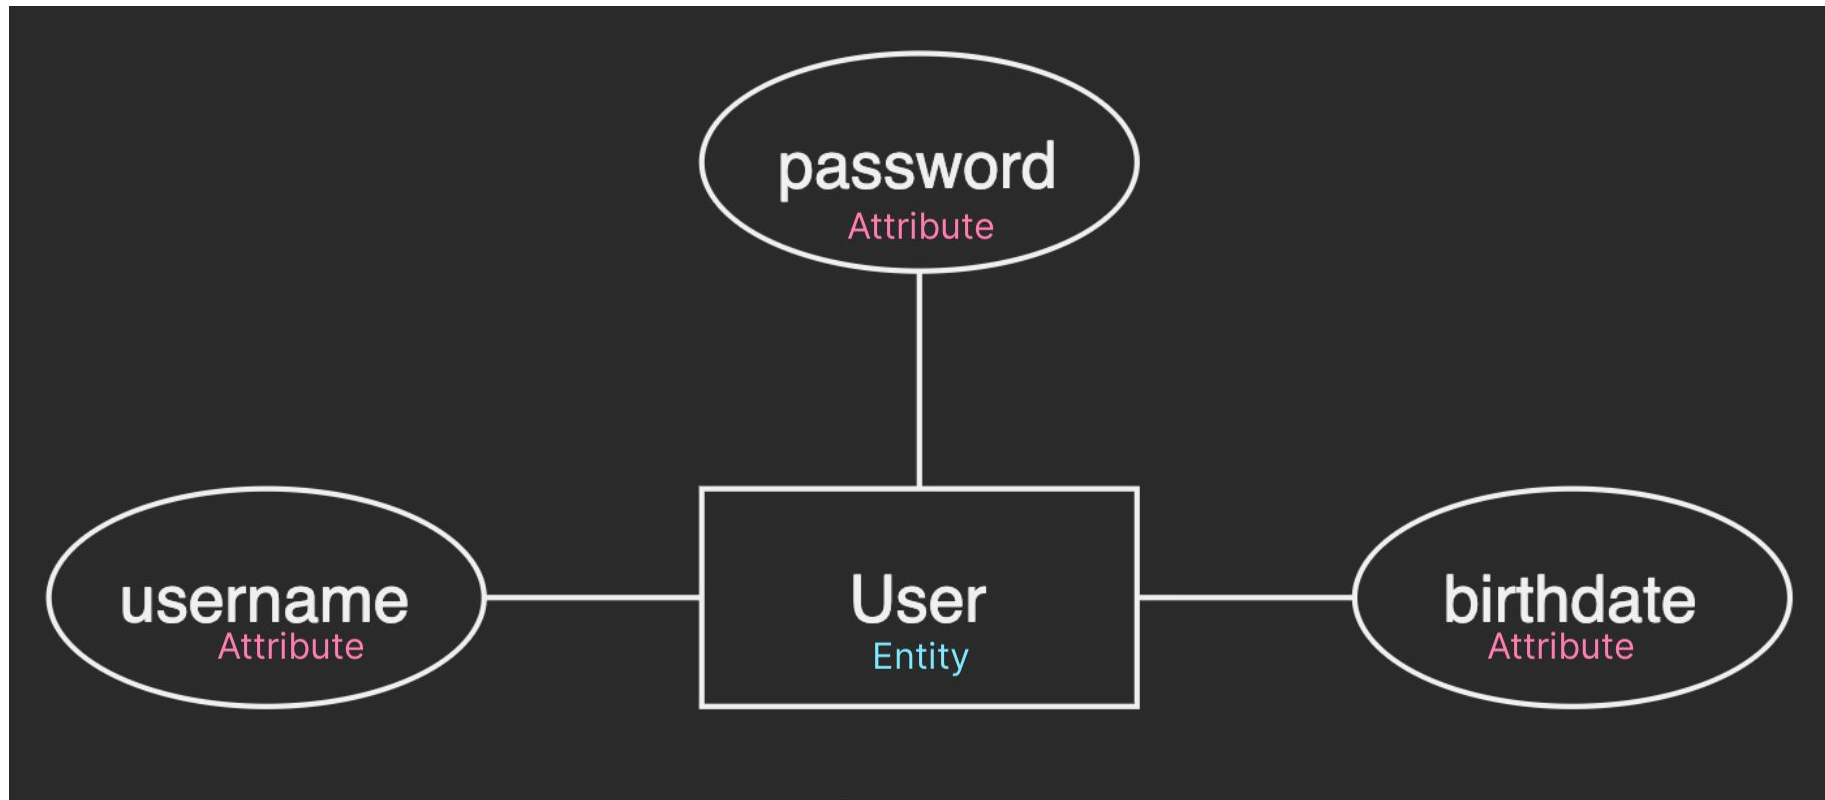 password
Attribute
username
Attribute
User
Entity
birthdate
Attribute